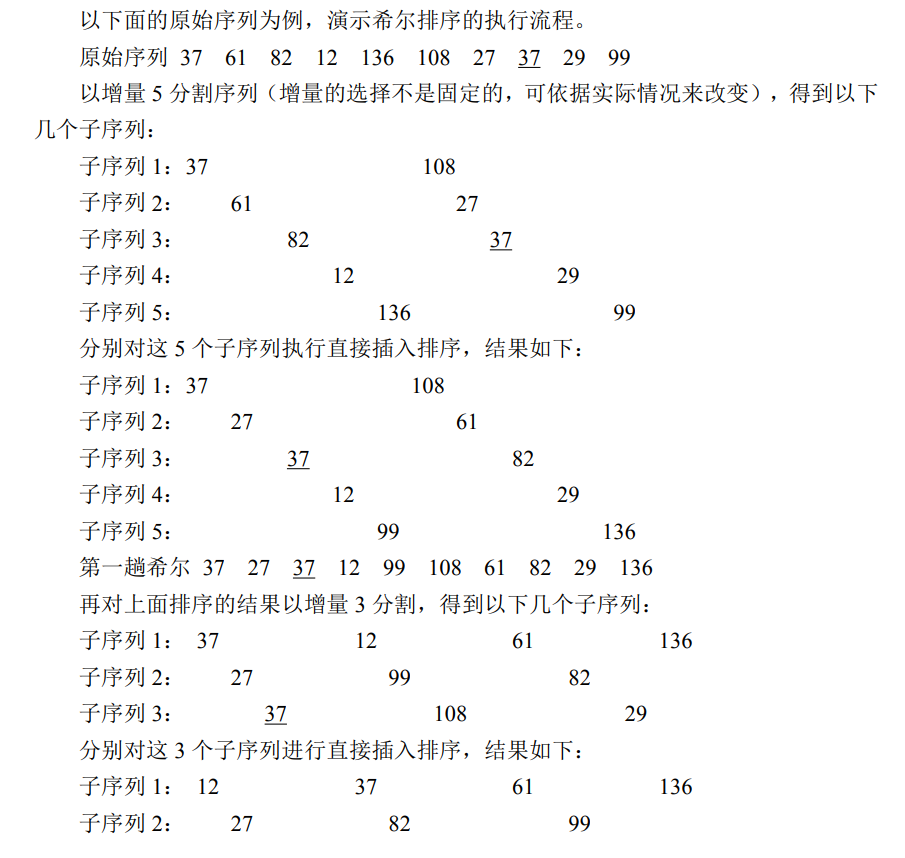 以下面的原始序列为例，演示希尔排序的执行流程。
原始序列 37 61 82 12 136 108 27 37 29 99
以增量 5 分割序列（增量的选择不是固定的，可依据实际情况来改变），得到以下
几个子序列：
子序列 1：37 108
子序列 2： 61 27
子序列 3： 82 37
子序列 4： 12 29
子序列 5： 136 99
分别对这 5 个子序列执行直接插入排序，结果如下：
子序列 1：37 108
子序列 2： 27 61
子序列 3： 37 82
子序列 4： 12 29
子序列 5： 99 136
第一趟希尔 37 27 37 12 99 108 61 82 29 136
再对上面排序的结果以增量 3 分割，得到以下几个子序列：
子序列 1： 37 12 61 136
子序列 2： 27 99 82
子序列 3： 37 108 29
分别对这 3 个子序列进行直接插入排序，结果如下：
子序列 1： 12 37 61 136
子序列 2： 27 82 99